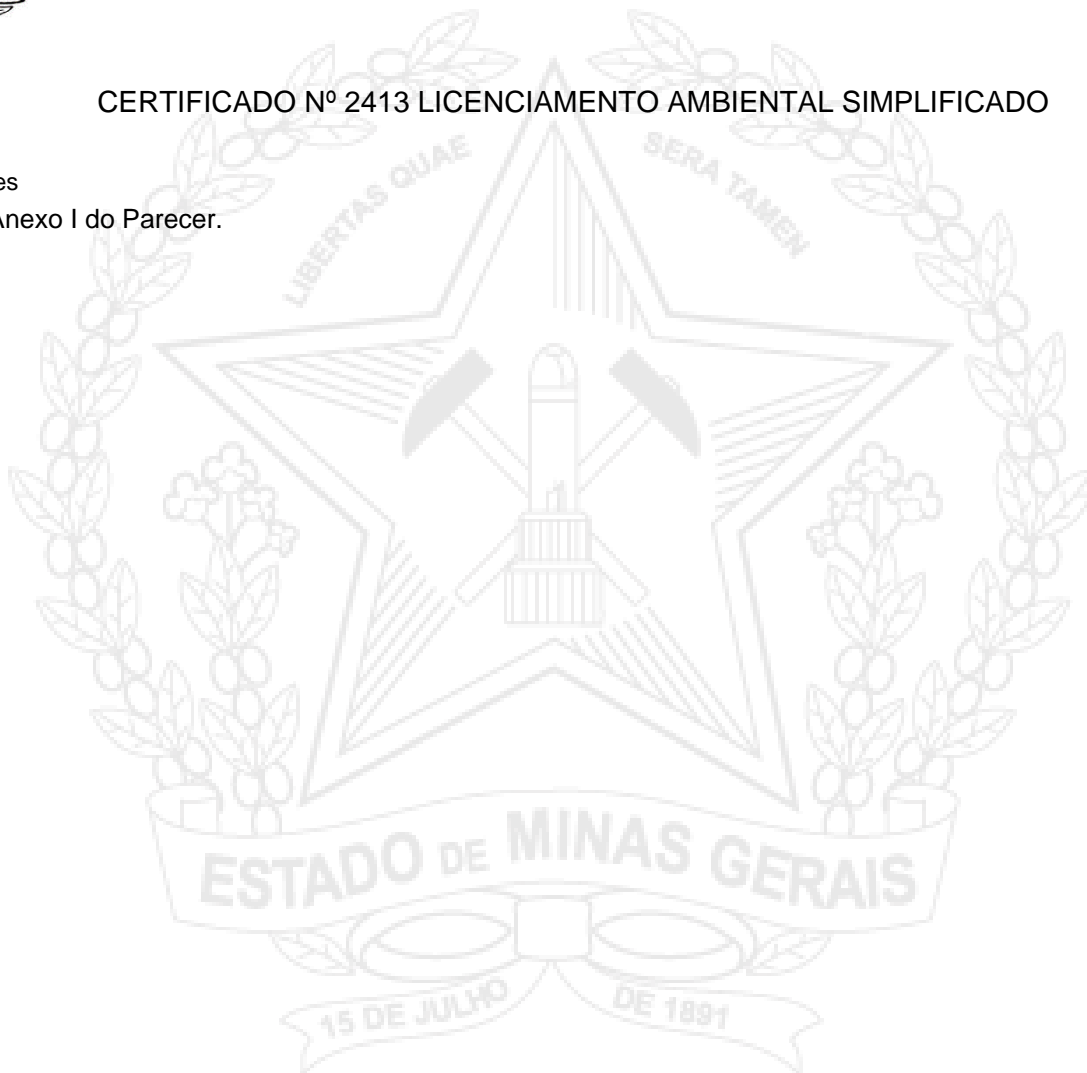 CERTIFICADO Nº 2413 LICENCIAMENTO AMBIENTAL SIMPLIFICADO
es
Anexo I do Parecer.
LIBERTAS QUAE SERA TAMEN
ESTADO DE MINAS GERAIS
15 DE JULHO DE 1891